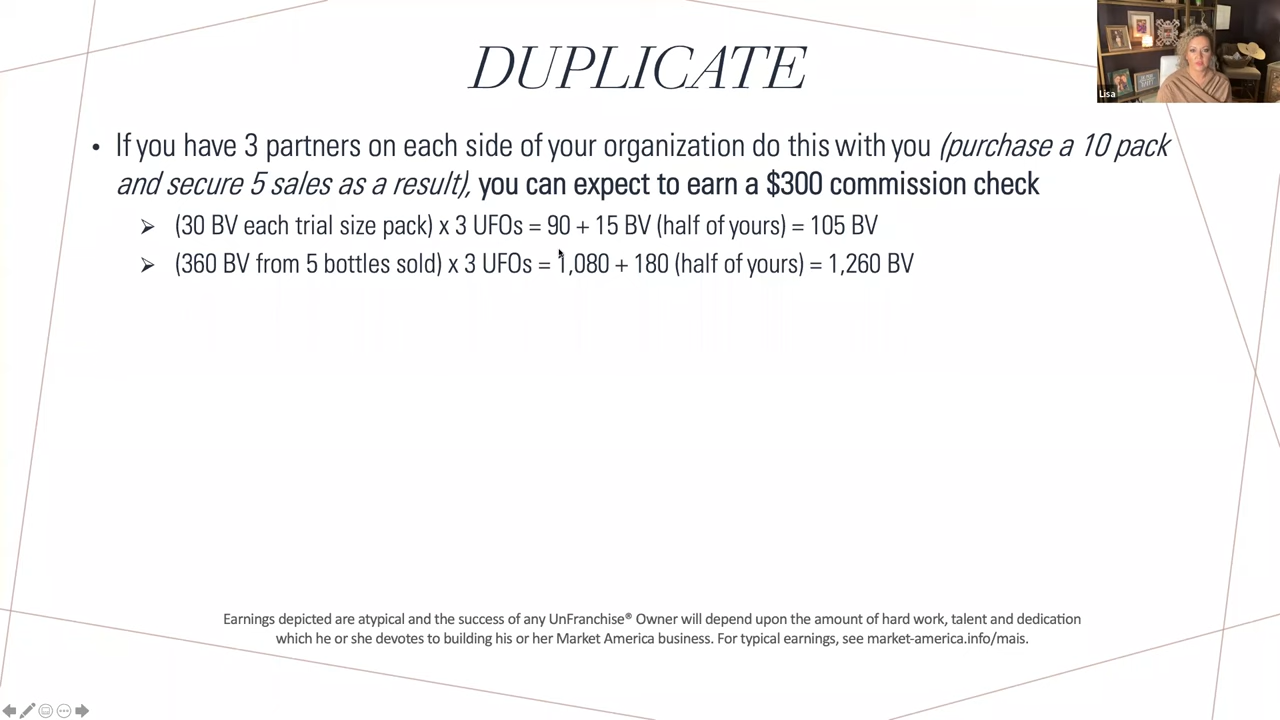 DUPLICATE
Lisa
• If you have 3 partners on each side of your organization do this with you (purchase a 10 pack
and secure 5 sales as a result), you can expect to earn a $300 commission check
➢ (30 BV each trial size pack) x 3 UFOs = 90 + 15 BV (half of yours) = 105 BV
➢ (360 BV from 5 bottles sold) x 3 UFOs = 1,080 + 180 (half of yours) = 1,260 BV
Earnings depicted are atypical and the success of any UnFranchise® Owner will depend upon the amount of hard work, talent and dedication
which he or she devotes to building his or her Market America business. For typical earnings, see market-america.info/mais.